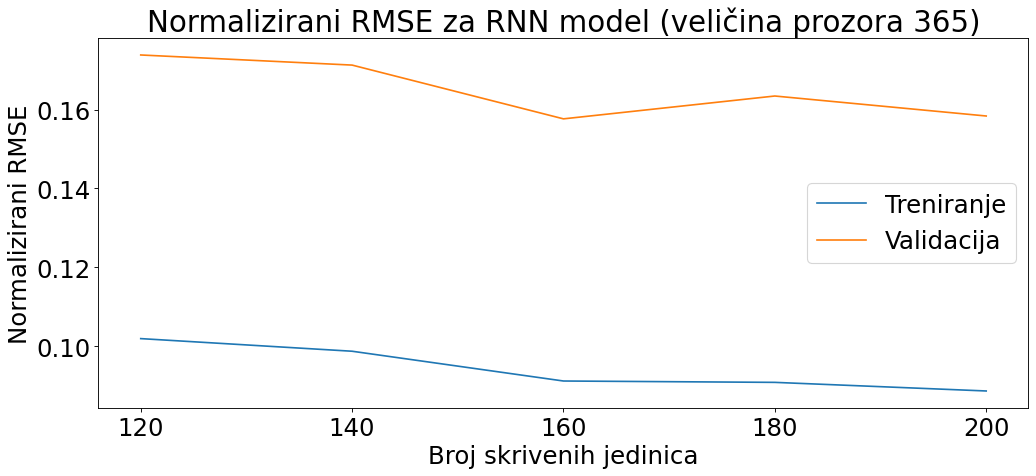 Normalizirani RMSE za RNN model (veličina prozora 365)
Normalizirani RMSE
0.16
0.14
0.12
0.10
Treniranje
Validacija
120 140 160 180 200
Broj skrivenih jedinica